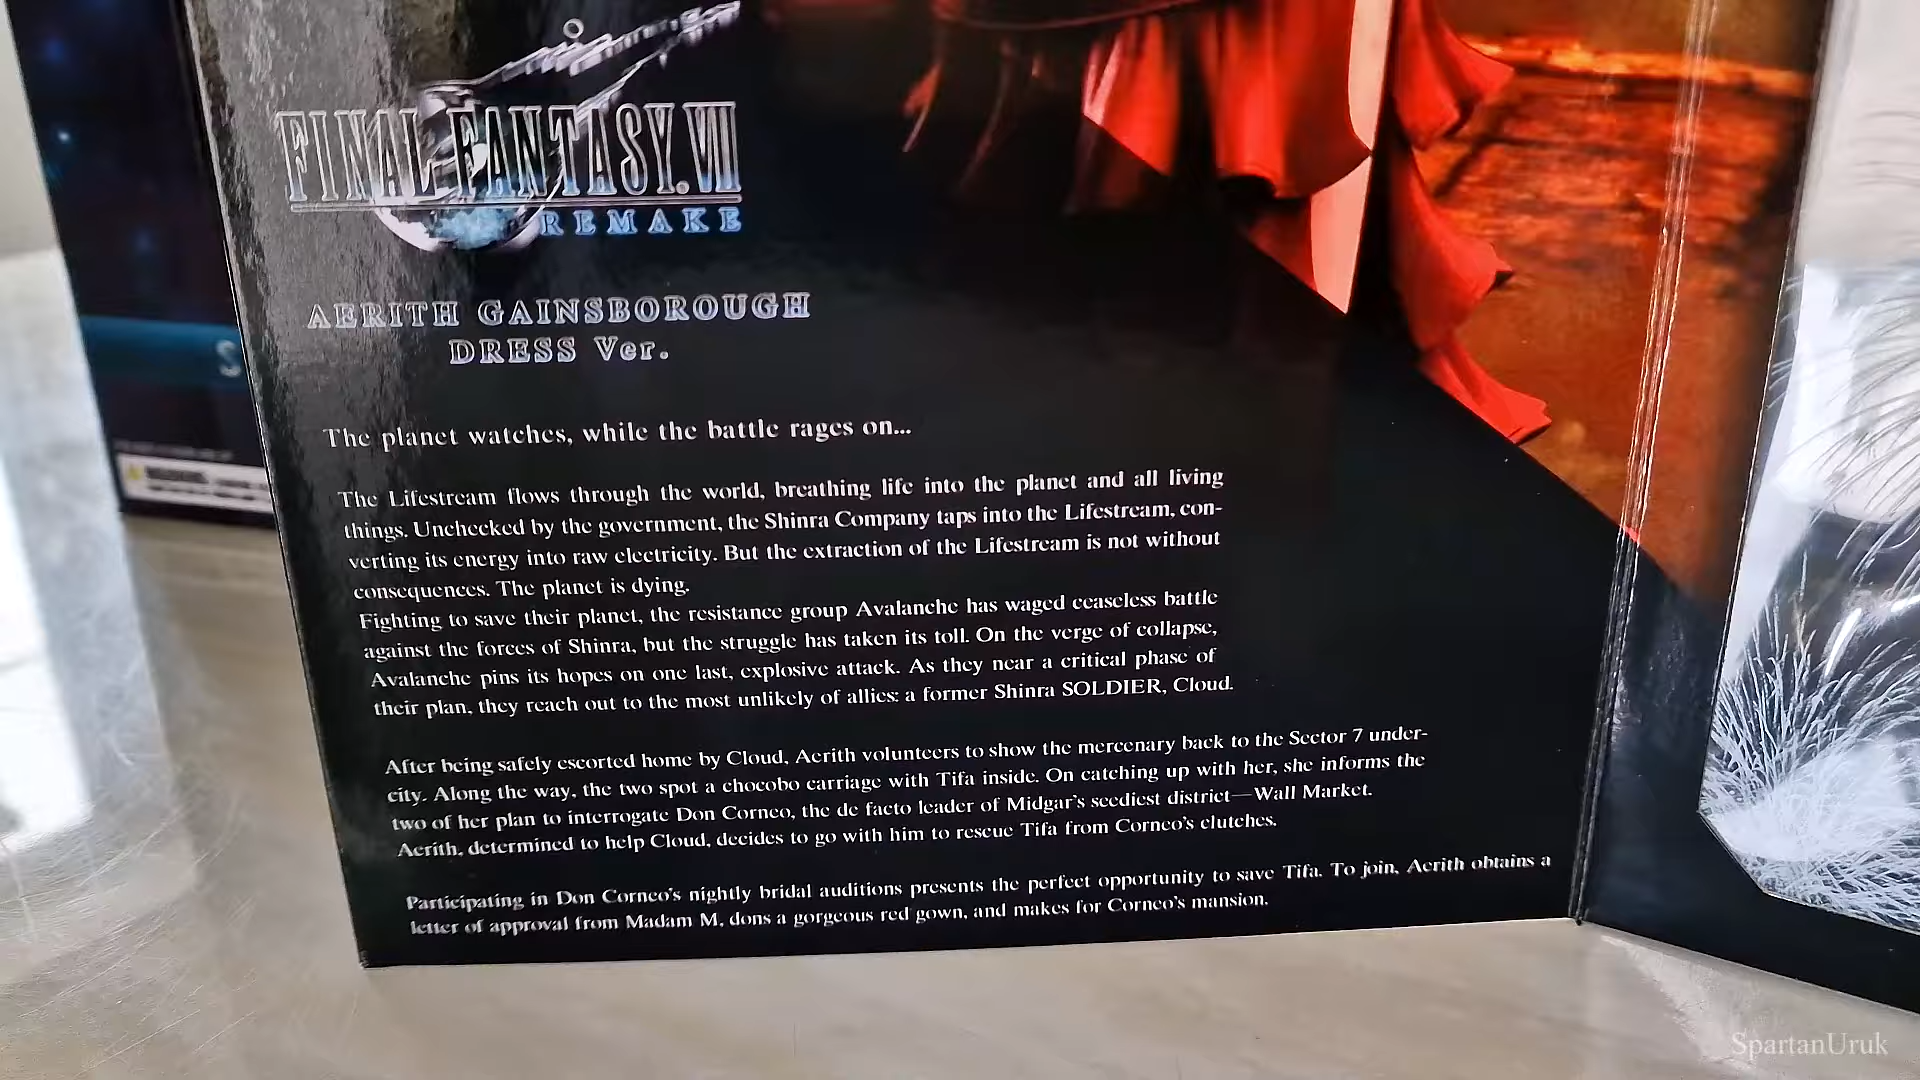 FINAL FANTASY VII
REMAKE
AERITH GAINSBOROUGH
DRESS Ver.
The planet watches, while the battle rages on...
The Lifestream flows through the world, breathing life into the planet and all living
things. Unchecked by the government, the Shinra Company taps into the Lifestream, con-
verting its energy into raw electricity. But the extraction of the Lifestream is not without
consequences. The planet is dying.
Fighting to save their planet, the resistance group Avalanche has waged ceaseless battle
against the forces of Shinra, but the struggle has taken its toll. On the verge of collapse,
Avalanche pins its hopes on one last, explosive attack. As they near a critical phase of
their plan, they reach out to the most unlikely of allies: a former Shinra SOLDIER, Cloud.
After being safely escorted home by Cloud, Aerith volunteers to show the mercenary back to the Sector 7 under-
city. Along the way, the two spot a chocobo carriage with Tifa inside. On catching up with her, she informs the
two of her plan to interrogate Don Corneo, the de facto leader of Midgar's seediest district—Wall Market.
Aerith, determined to help Cloud, decides to go with him to rescue Tifa from Corneo's clutches.
Participating in Don Corneo's nightly bridal auditions presents the perfect opportunity to save Tifa. To join, Aerith obtains a
letter of approval from Madam M, dons a gorgeous red gown, and makes for Corneo's mansion.
SpartanUruk